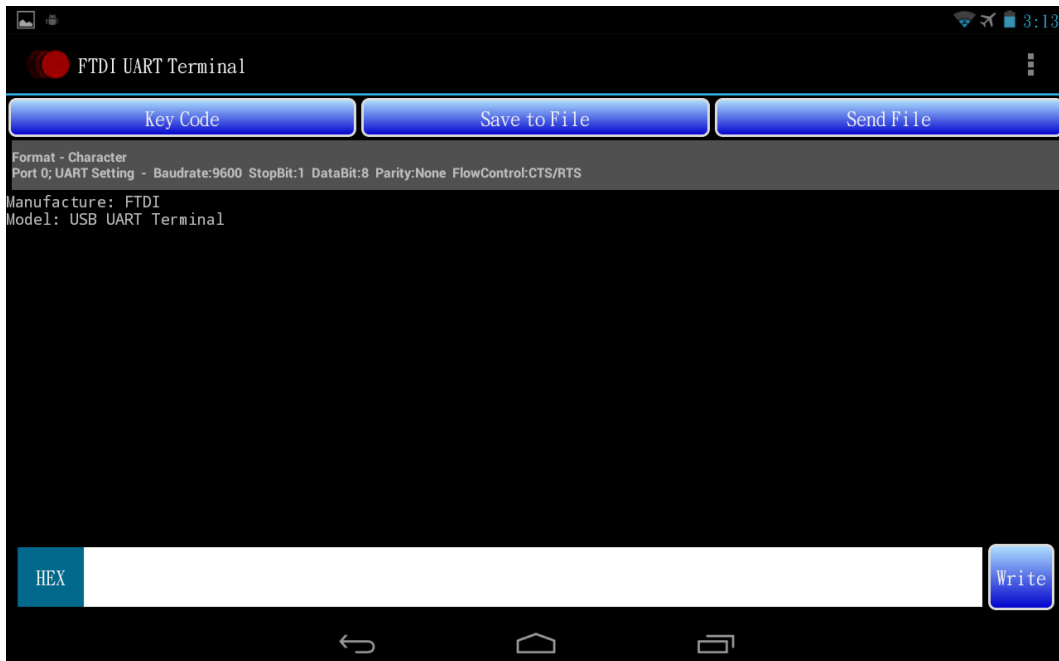 3:13
FTDI UART Terminal
Key Code Save to File Send File
Format - Character
Port 0; UART Setting - Baudrate:9600 StopBit:1 DataBit:8 Parity:None FlowControl:CTS/RTS
Manufacture: FTDI
Model: USB UART Terminal
HEX Write